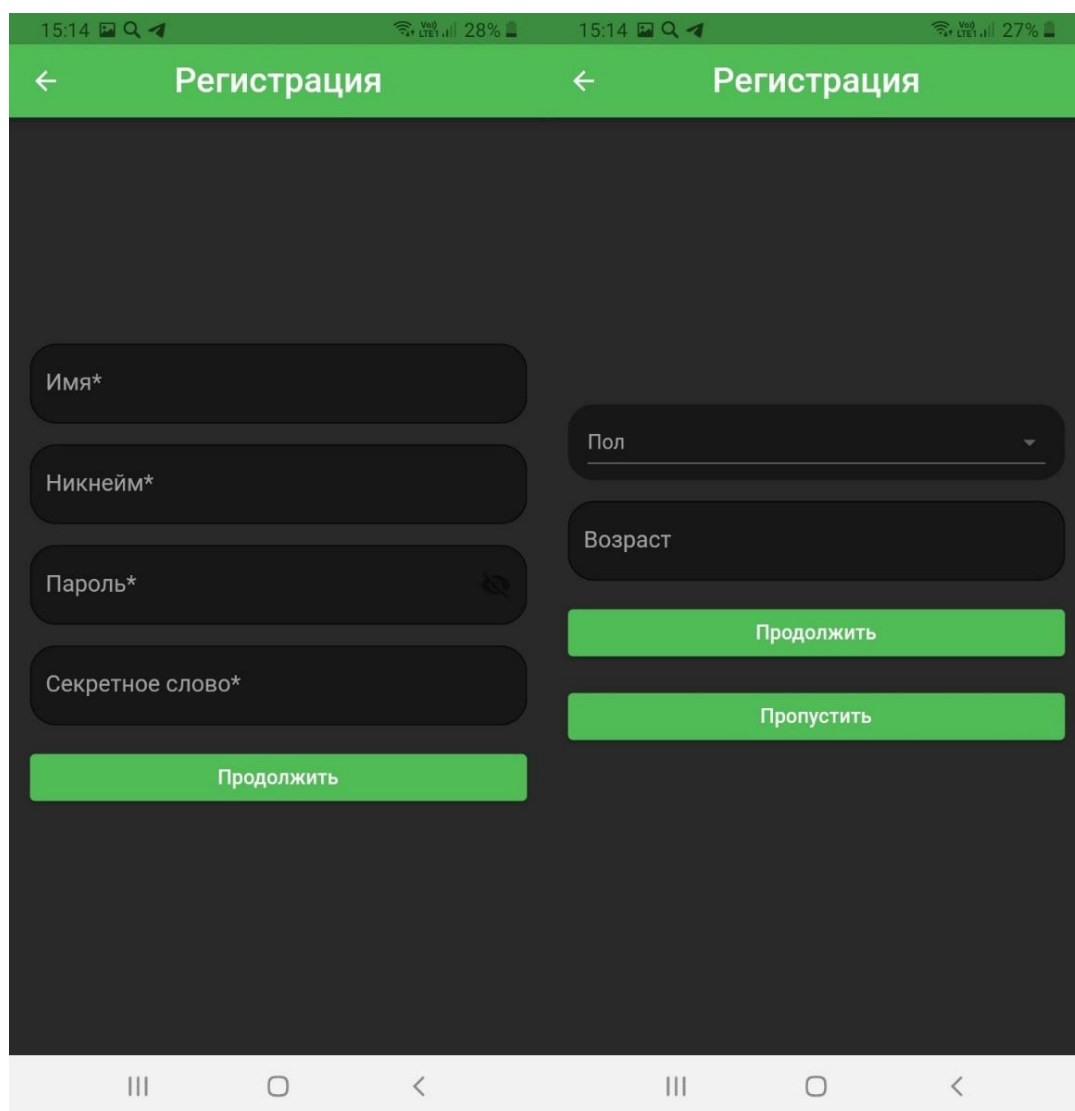 15:14
28%
Регистрация
Имя*
Никнейм*
Пароль*
Секретное слово*
Продолжить
15:14
27%
Регистрация
Пол
Возраст
Продолжить
Пропустить